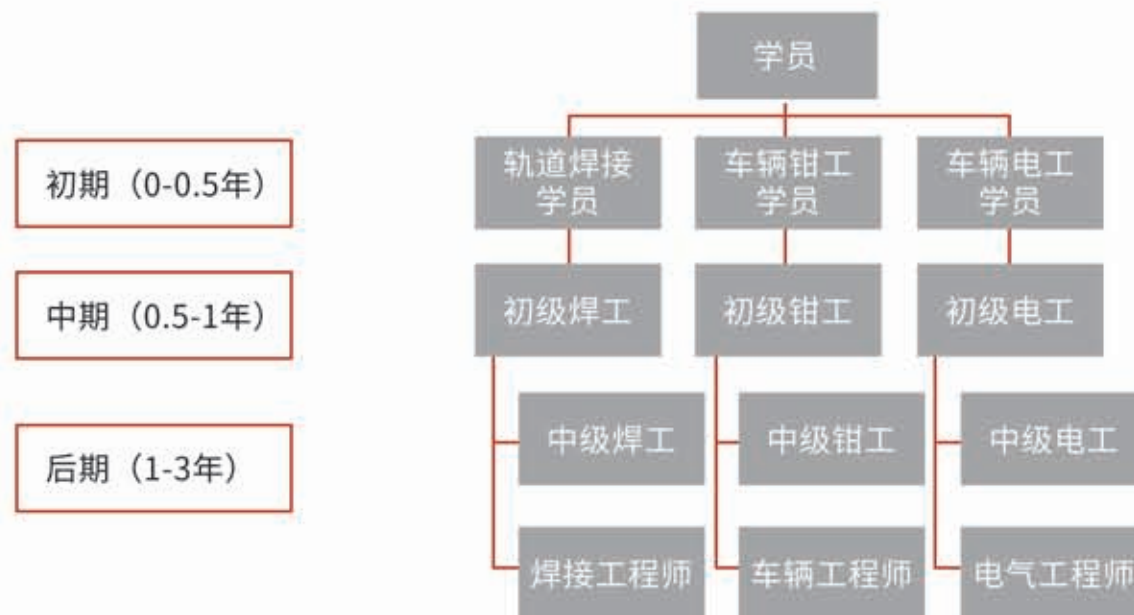 学员
初期（0-0.5年）
轨道焊接
学员
车辆钳工
学员
车辆电工
学员
中期（0.5-1年）
初级焊工
初级钳工
初级电工
后期（1-3年）
中级焊工
中级钳工
中级电工
焊接工程师
车辆工程师
电气工程师